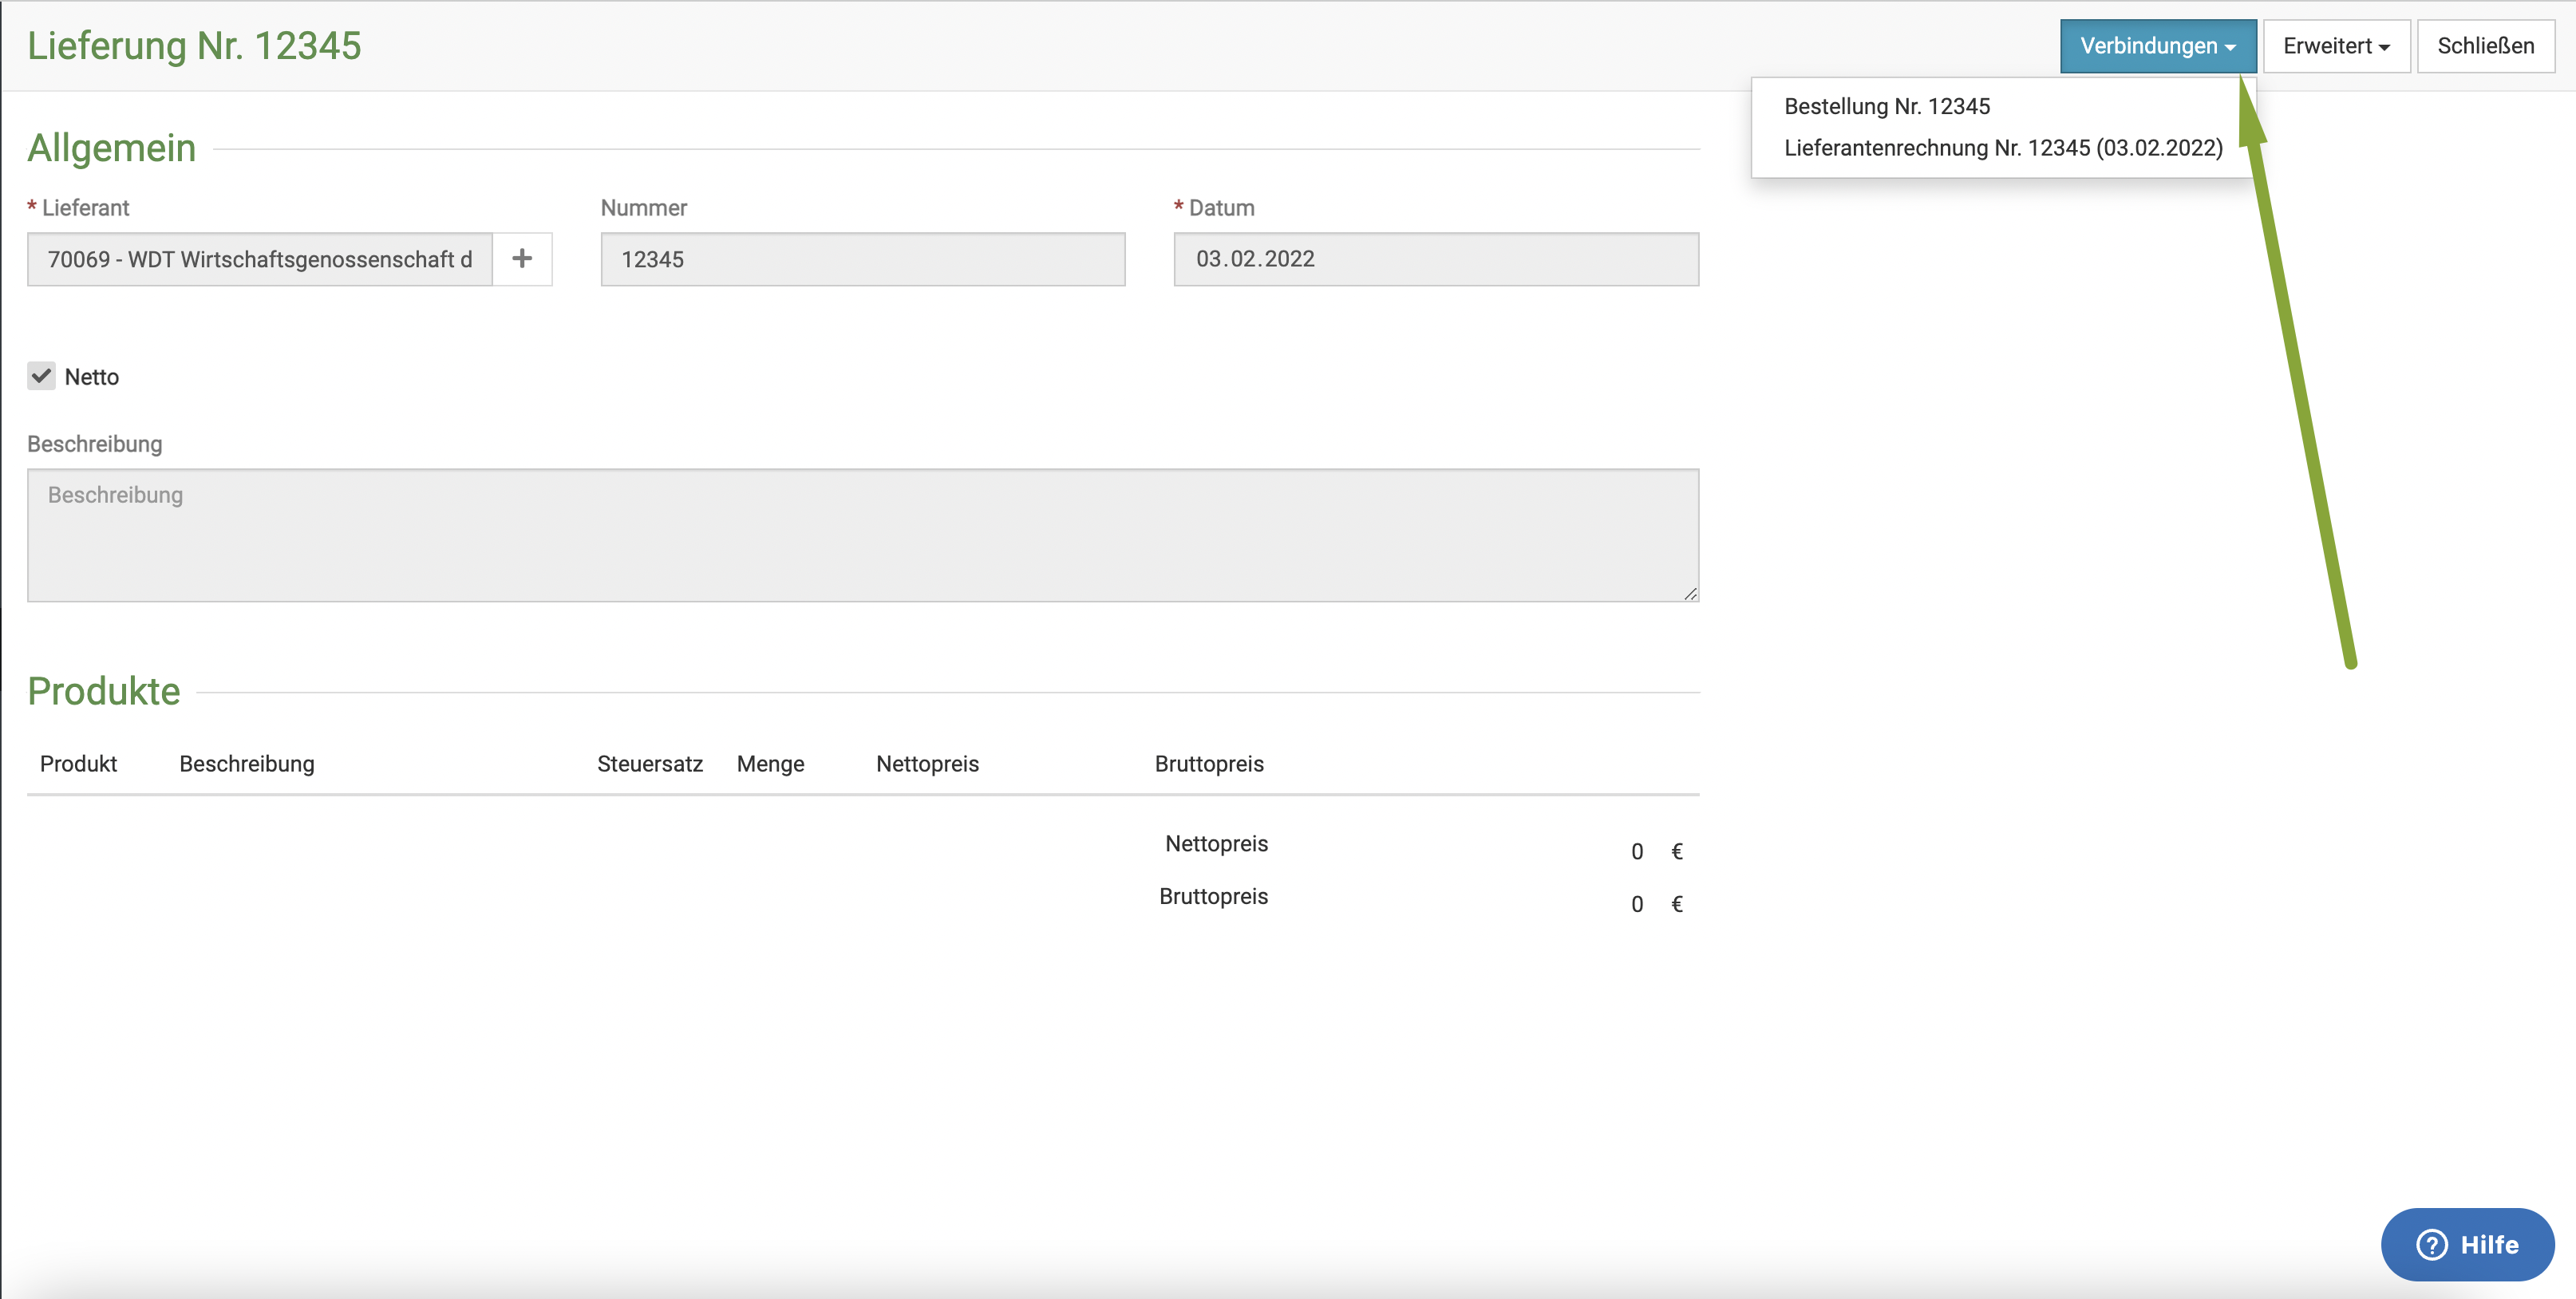 Lieferung Nr. 12345
Verbindungen
Erweitert
Schließen
Bestellung Nr. 12345
Lieferantenrechnung Nr. 12345 (03.02.2022)
Allgemein
* Lieferant
Nummer
* Datum
70069 - WDT Wirtschaftsgenossenschaft d
+
12345
03.02.2022
Netto
Beschreibung
Beschreibung
Produkte
Produkt
Beschreibung
Steuersatz
Menge
Nettopreis
Bruttopreis
Nettopreis 0 €
Bruttopreis 0 €
? Hilfe